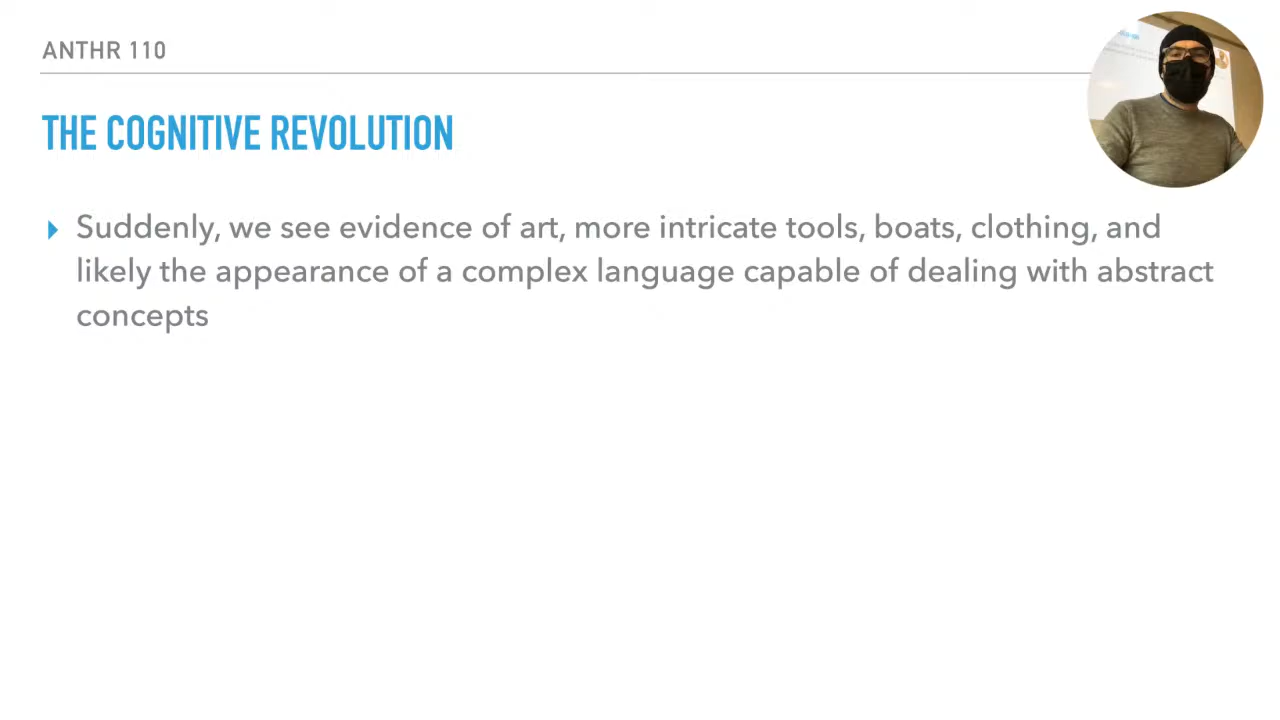 ANTHR 110
THE COGNITIVE REVOLUTION
Suddenly, we see evidence of art, more intricate tools, boats, clothing, and
likely the appearance of a complex language capable of dealing with abstract
concepts